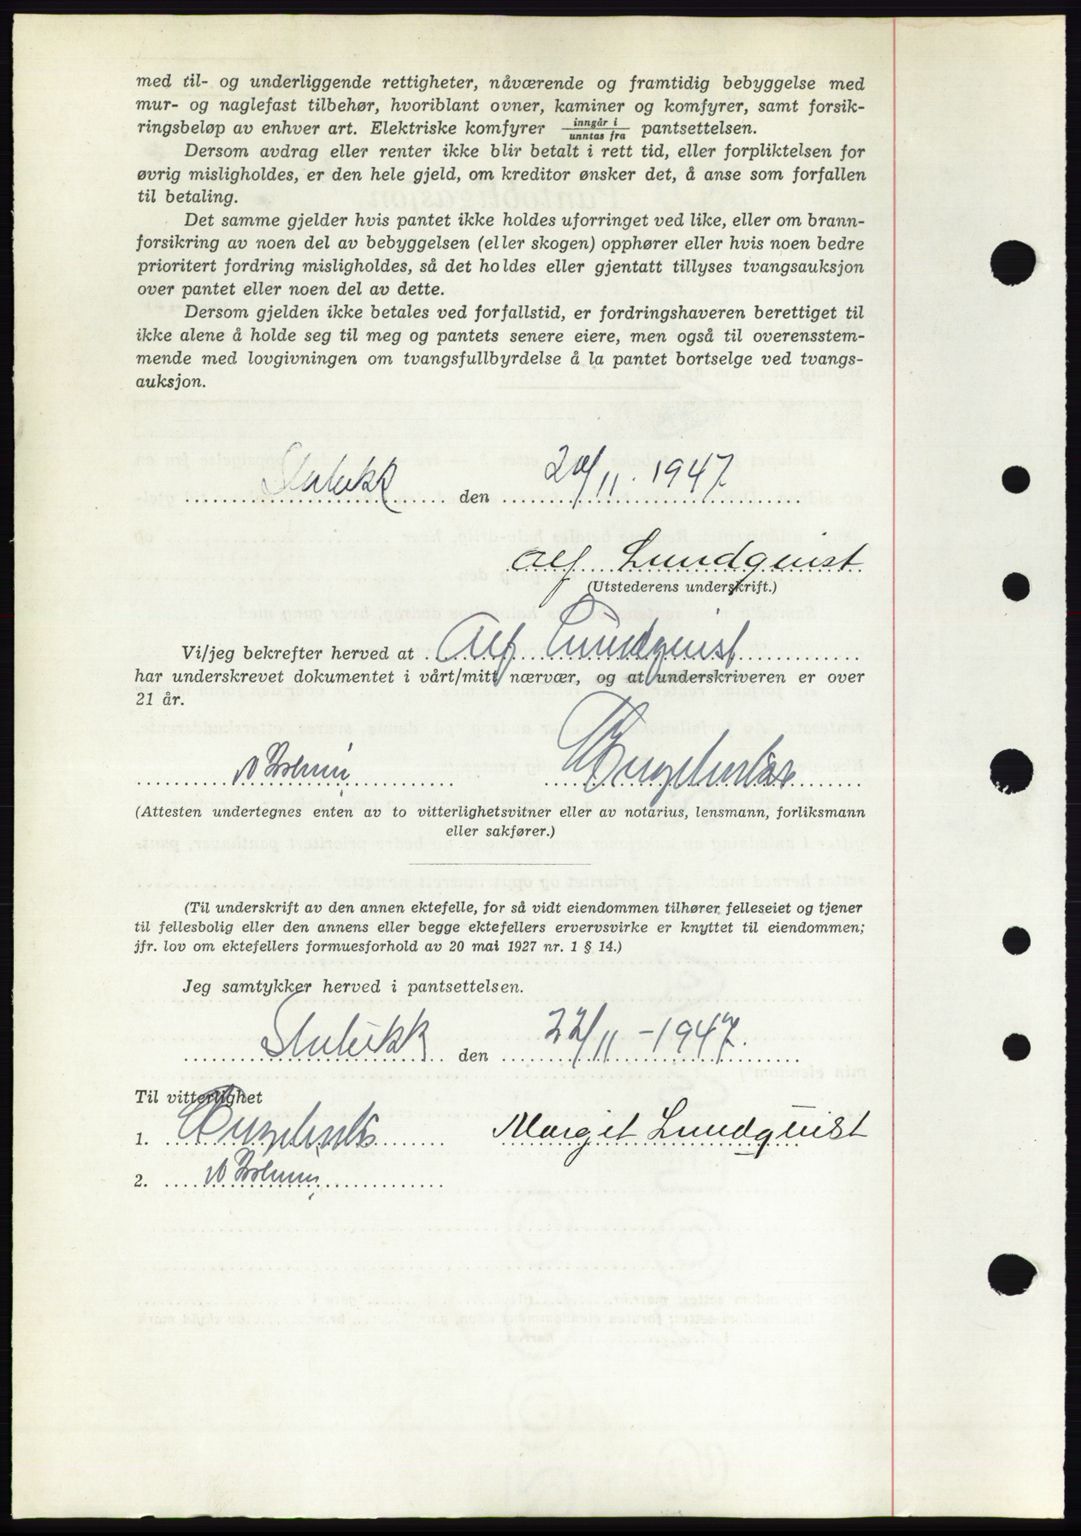 med til- og underliggende rettigheter, nåværende og framtidig bebyggelse med
mur- og naglefast tilbehør, hvoriblant ovner, kaminer og komfyrer, samt forsik-
ringsbeløp av enhver art. Elektriske komfyrer inngår i / unntas fra pantsettelsen.
Dersom avdrag eller renter ikke blir betalt i rett tid, eller forpliktelsen for
øvrig misligholdes, er den hele gjeld, om kreditor ønsker det, å anse som forfallen
til betaling.
Det samme gjelder hvis pantet ikke holdes uforringet ved like, eller om brann-
forsikring av noen del av bebyggelsen (eller skogen) opphører eller hvis noen bedre
prioritert fordring misligholdes, så det holdes eller gjentatt tillyses tvangsauksjon
over pantet eller noen del av dette.
Dersom gjelden ikke betales ved forfallstid, er fordringshaveren berettiget til
ikke alene å holde seg til meg og pantets senere eiere, men også til overensstem-
mende med lovgivningen om tvangsfullbyrdelse å la pantet bortselge ved tvangs-
auksjon.
den 20/11. 1947.
Alf Lundquist
(Utstederens underskrift.)
Vi/jeg bekrefter herved at Alf Lundquist
har underskrevet dokumentet i vårt/mitt nærvær, og at underskriveren er over
21 år.
(Attesten undertegnes enten av to vitterlighetsvitner eller av notarius, lensmann, forliksmann
eller sakfører.)
(Til underskrift av den annen ektefelle, for så vidt eiendommen tilhører felleseiet og tjener
til fellesbolig eller den annens eller begge ektefellers ervervsvirke er knyttet til eiendommen;
jfr. lov om ektefellers formuesforhold av 20 mai 1927 nr. 1 § 14.)
Jeg samtykker herved i pantsettelsen.
den 22/11 - 1947.
Til vitterlighet
1. Margit Lundquist
2.